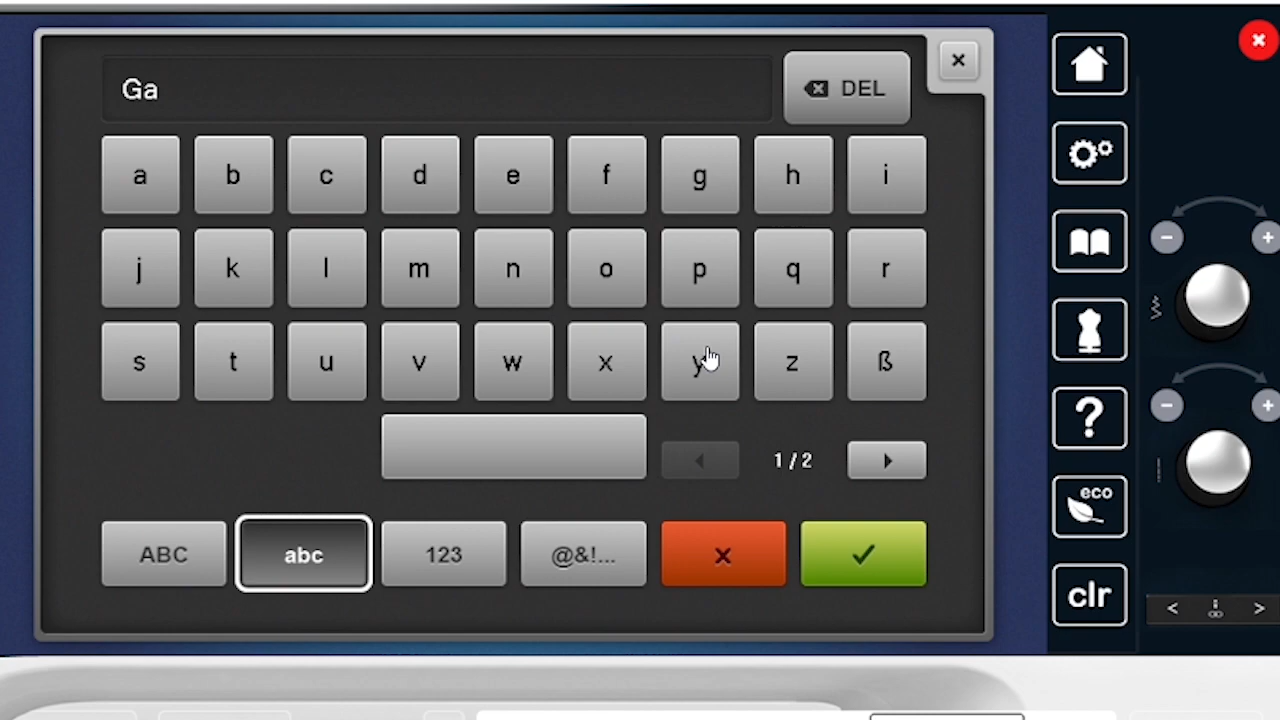 Ga
DEL
a b c d e f g h i
j k l m n o p q r
s t u v w x y z ß
1 / 2
ABC abc 123 @&!...
?
eco
clr